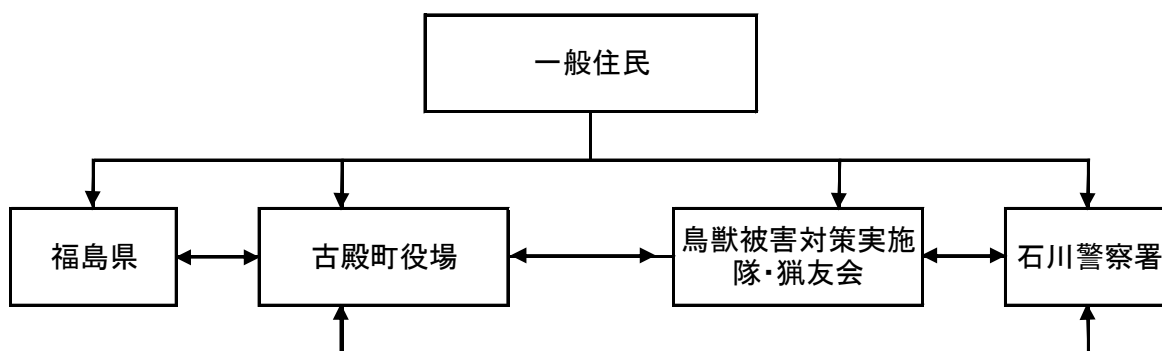 一般住民
福島県
古殿町役場
鳥獣被害対策実施
隊・猟友会
石川警察署